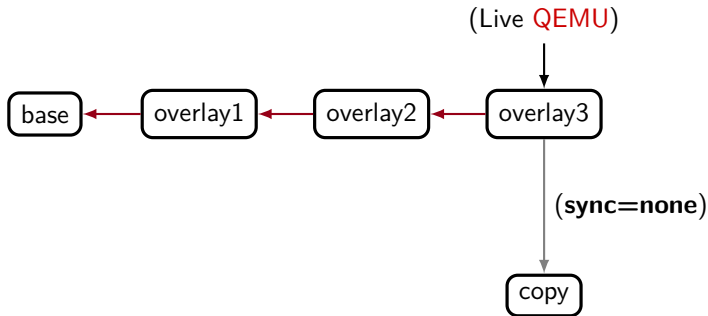 (Live QEMU)
base
overlay1
overlay2
overlay3
(sync=none)
copy